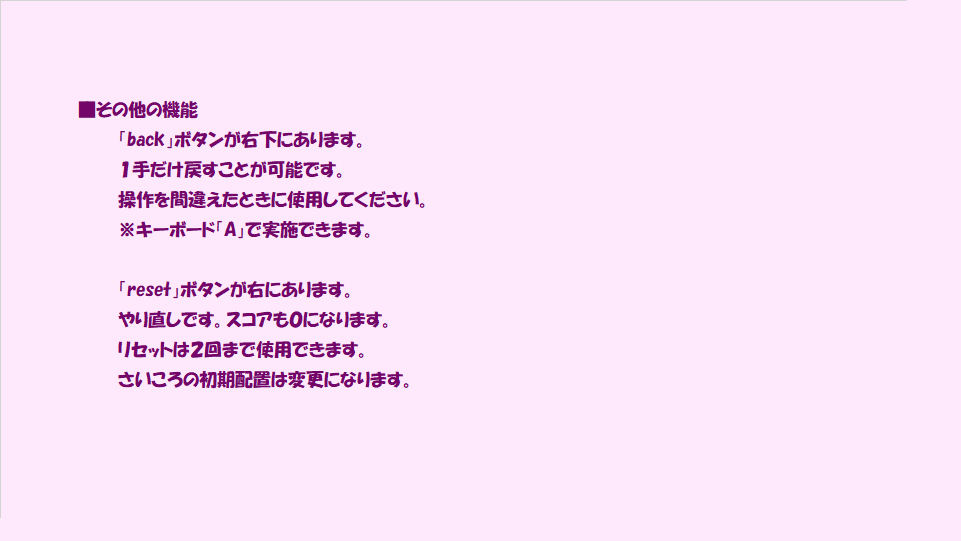 ■その他の機能
「back」ボタンが右下にあります。
1手だけ戻すことが可能です。
操作を間違えたときに使用してください。
※キーボード「A」で実施できます。
「reset」ボタンが右にあります。
やり直しです。スコアも0になります。
リセットは2回まで使用できます。
さいころの初期配置は変更になります。